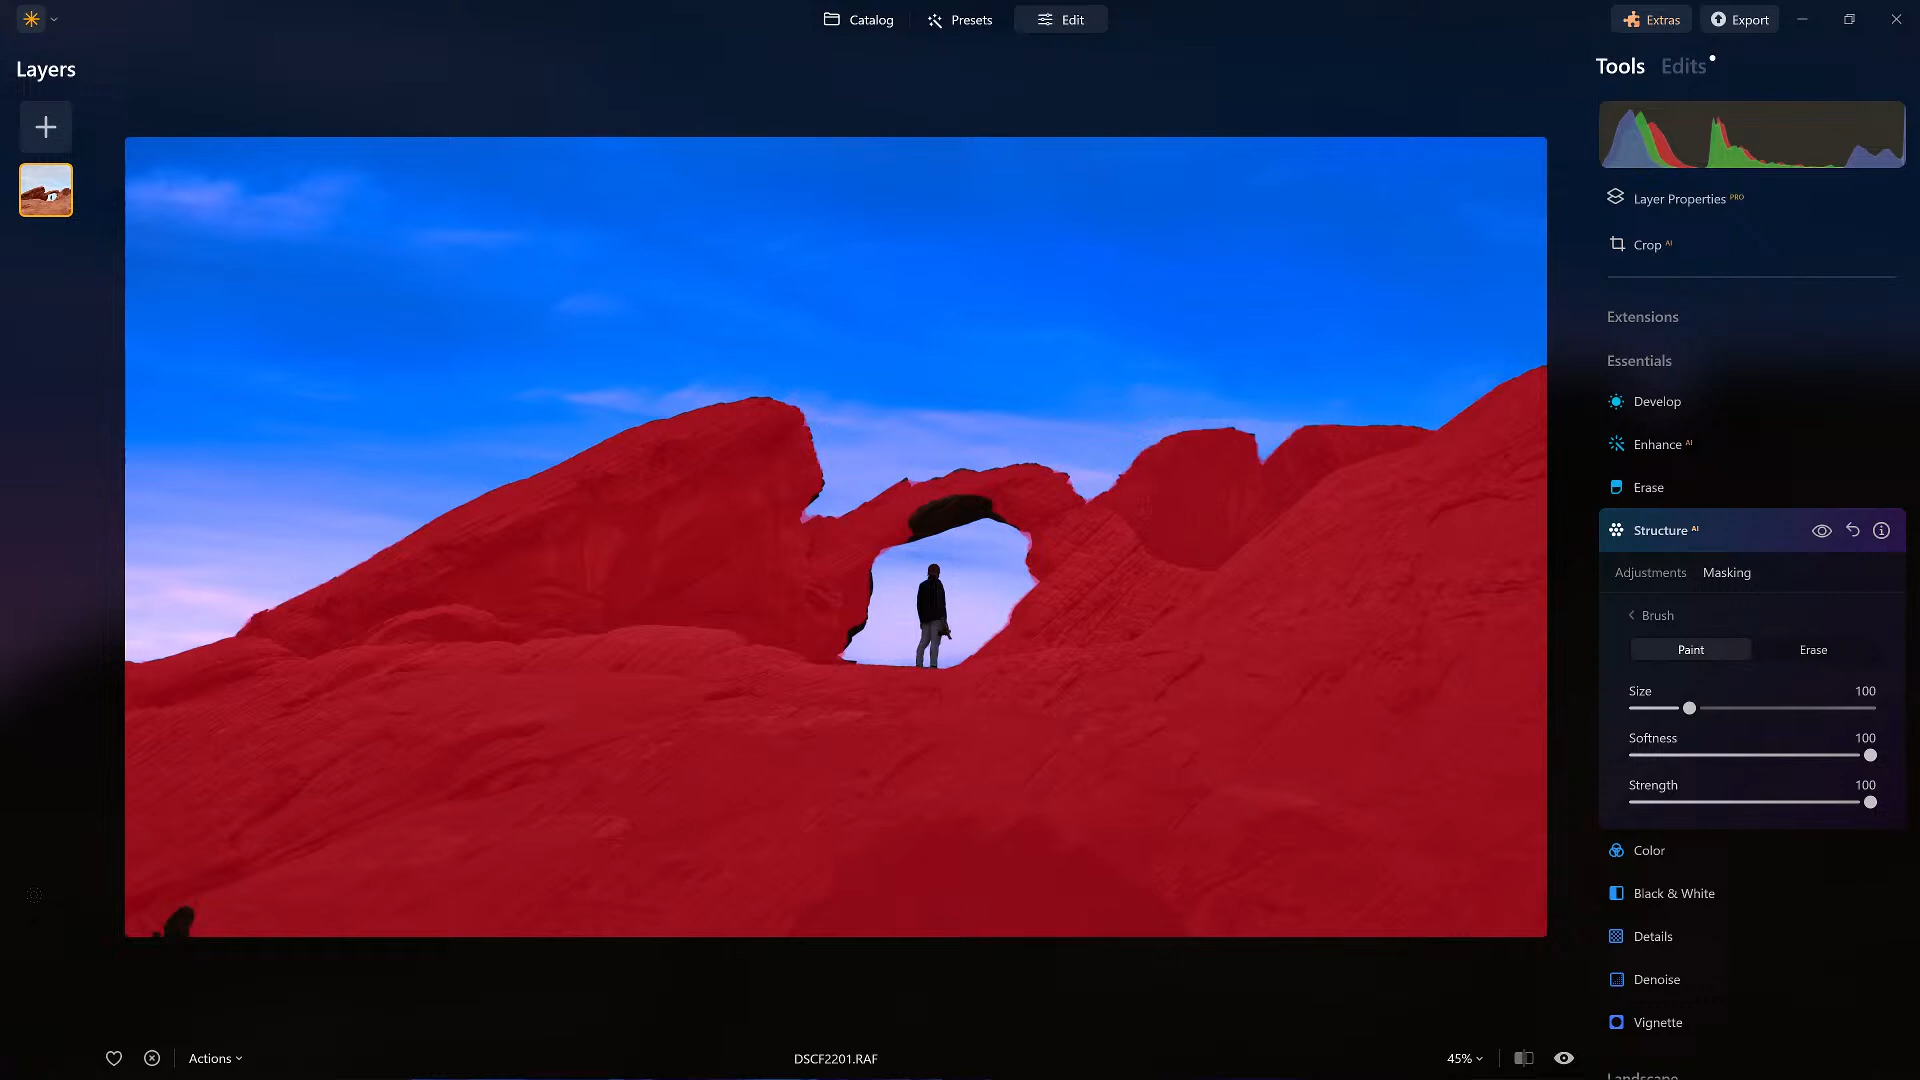 Catalog
Presets
Edit
Extras
Export
Layers
Tools
Edits
Layer Properties PRO
Crop AI
Extensions
Essentials
Develop
Enhance AI
Erase
Structure AI
Adjustments
Masking
Brush
Paint
Erase
Size
100
Softness
100
Strength
100
Color
Black & White
Details
Denoise
Vignette
Landscape
Actions
DSCF2201.RAF
45%